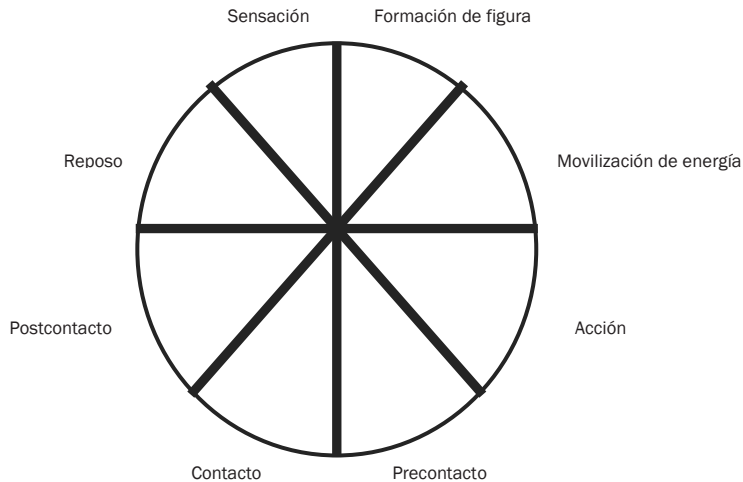 Sensación
Formación de figura
Reposo
Movilización de energía
Postcontacto
Acción
Contacto
Precontacto